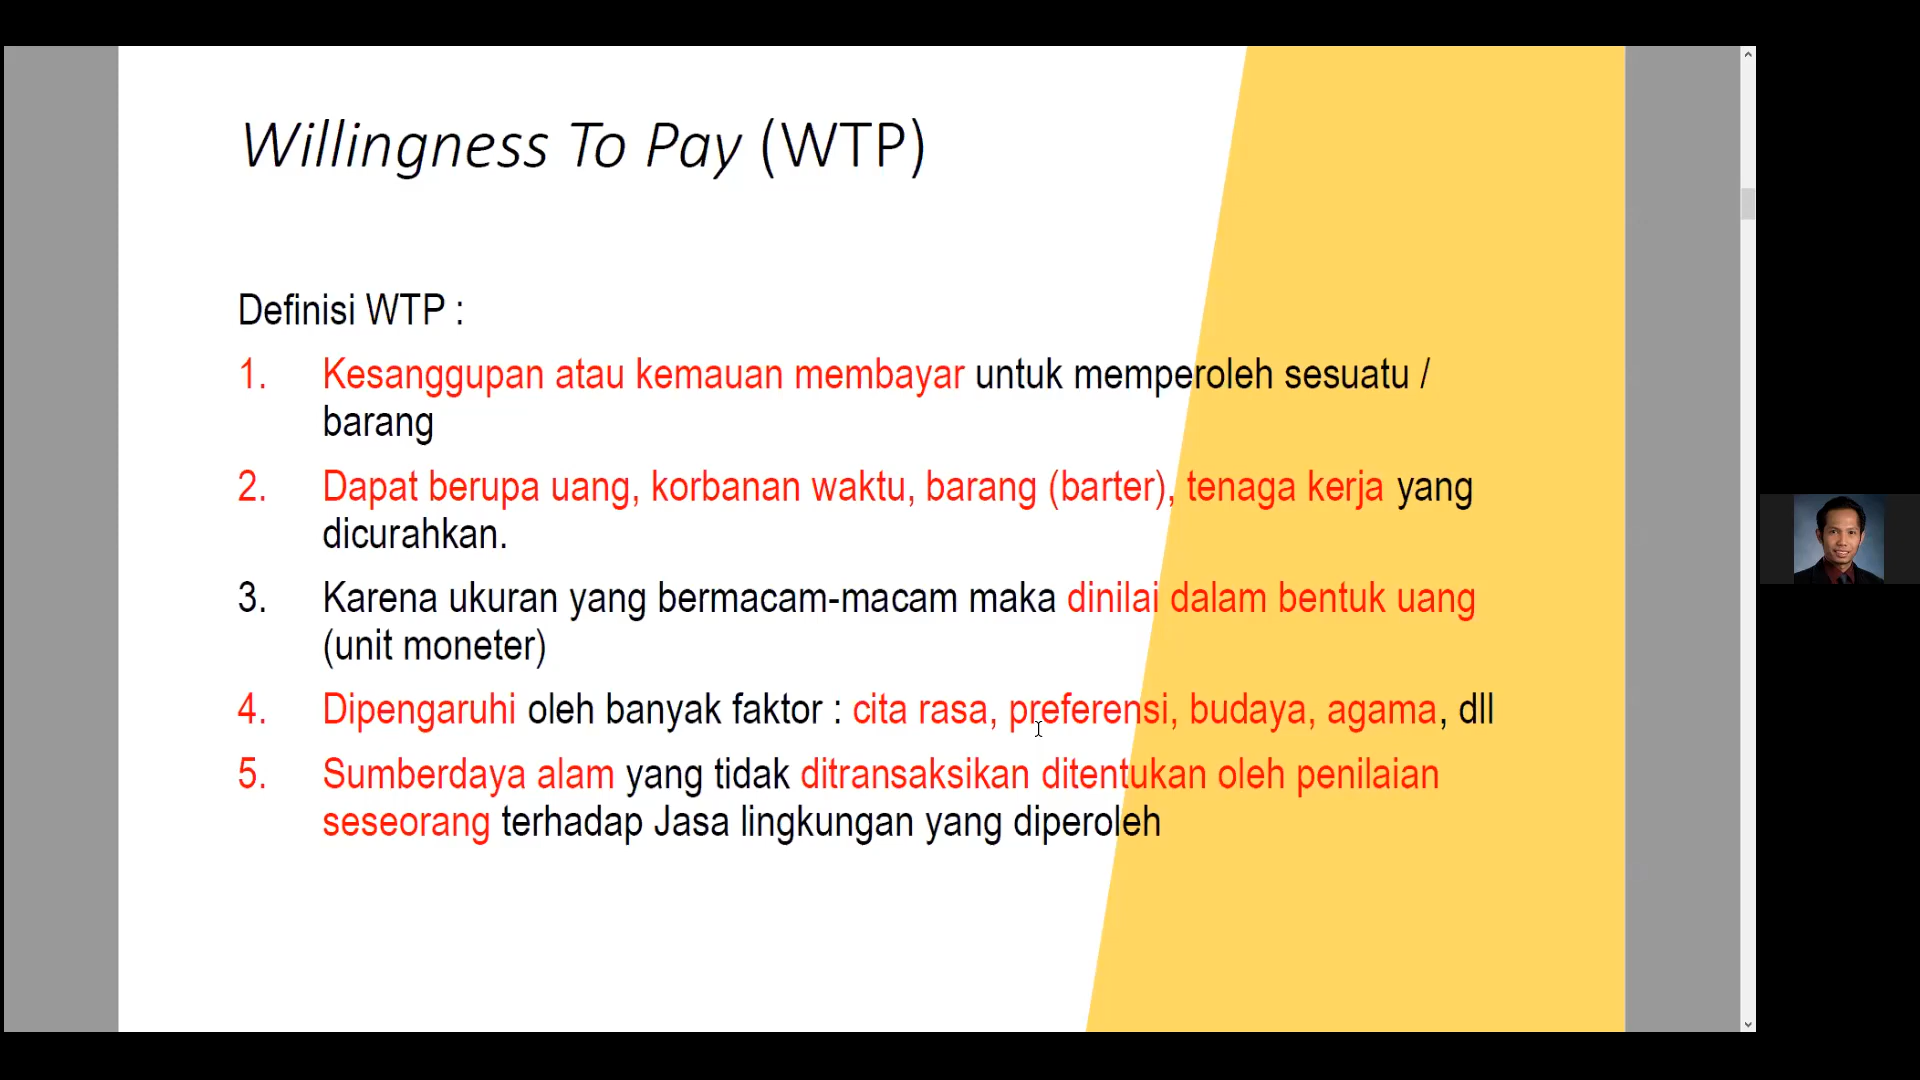 Willingness To Pay (WTP)
Definisi WTP :
1. Kesanggupan atau kemauan membayar untuk memperoleh sesuatu /
barang
2. Dapat berupa uang, korbanan waktu, barang (barter), tenaga kerja yang
dicurahkan.
3. Karena ukuran yang bermacam-macam maka dinilai dalam bentuk uang
(unit moneter)
4. Dipengaruhi oleh banyak faktor : cita rasa, preferensi, budaya, agama, dll
5. Sumberdaya alam yang tidak ditransaksikan ditentukan oleh penilaian
seseorang terhadap Jasa lingkungan yang diperoleh